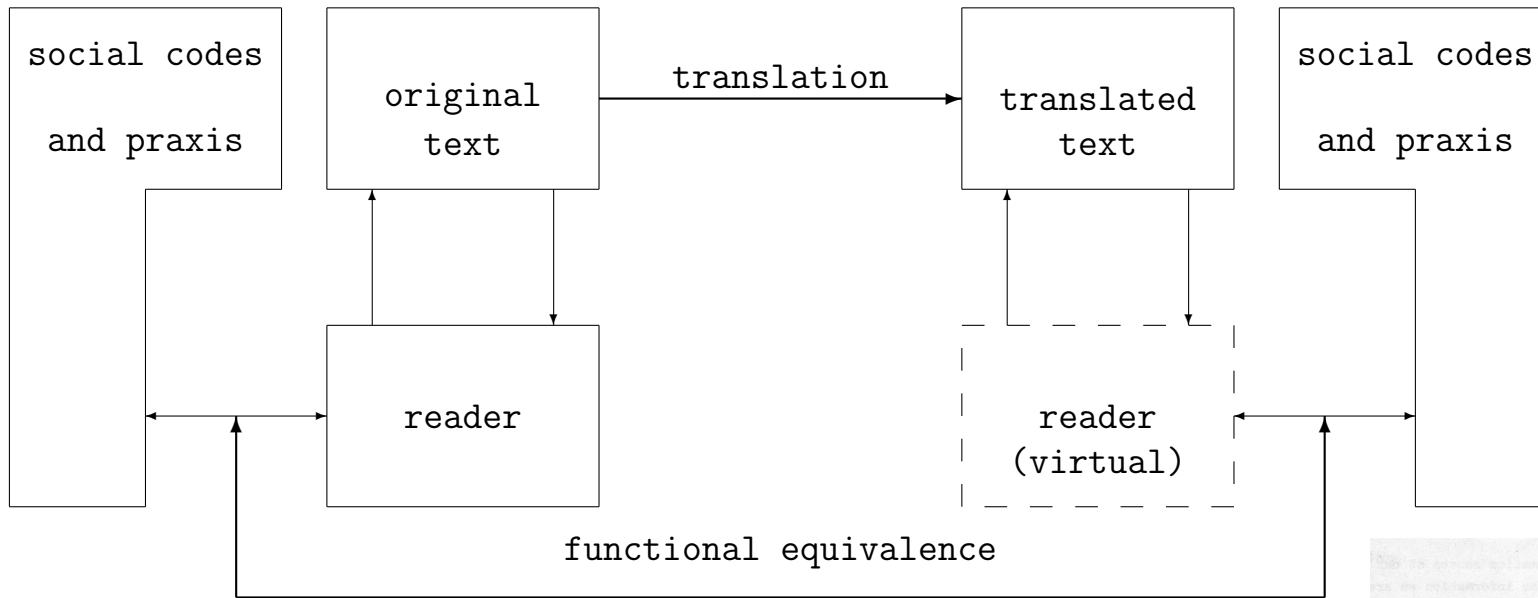 social codes
and praxis
original
text
translation
translated
text
social codes
and praxis
reader
reader
(virtual)
functional equivalence